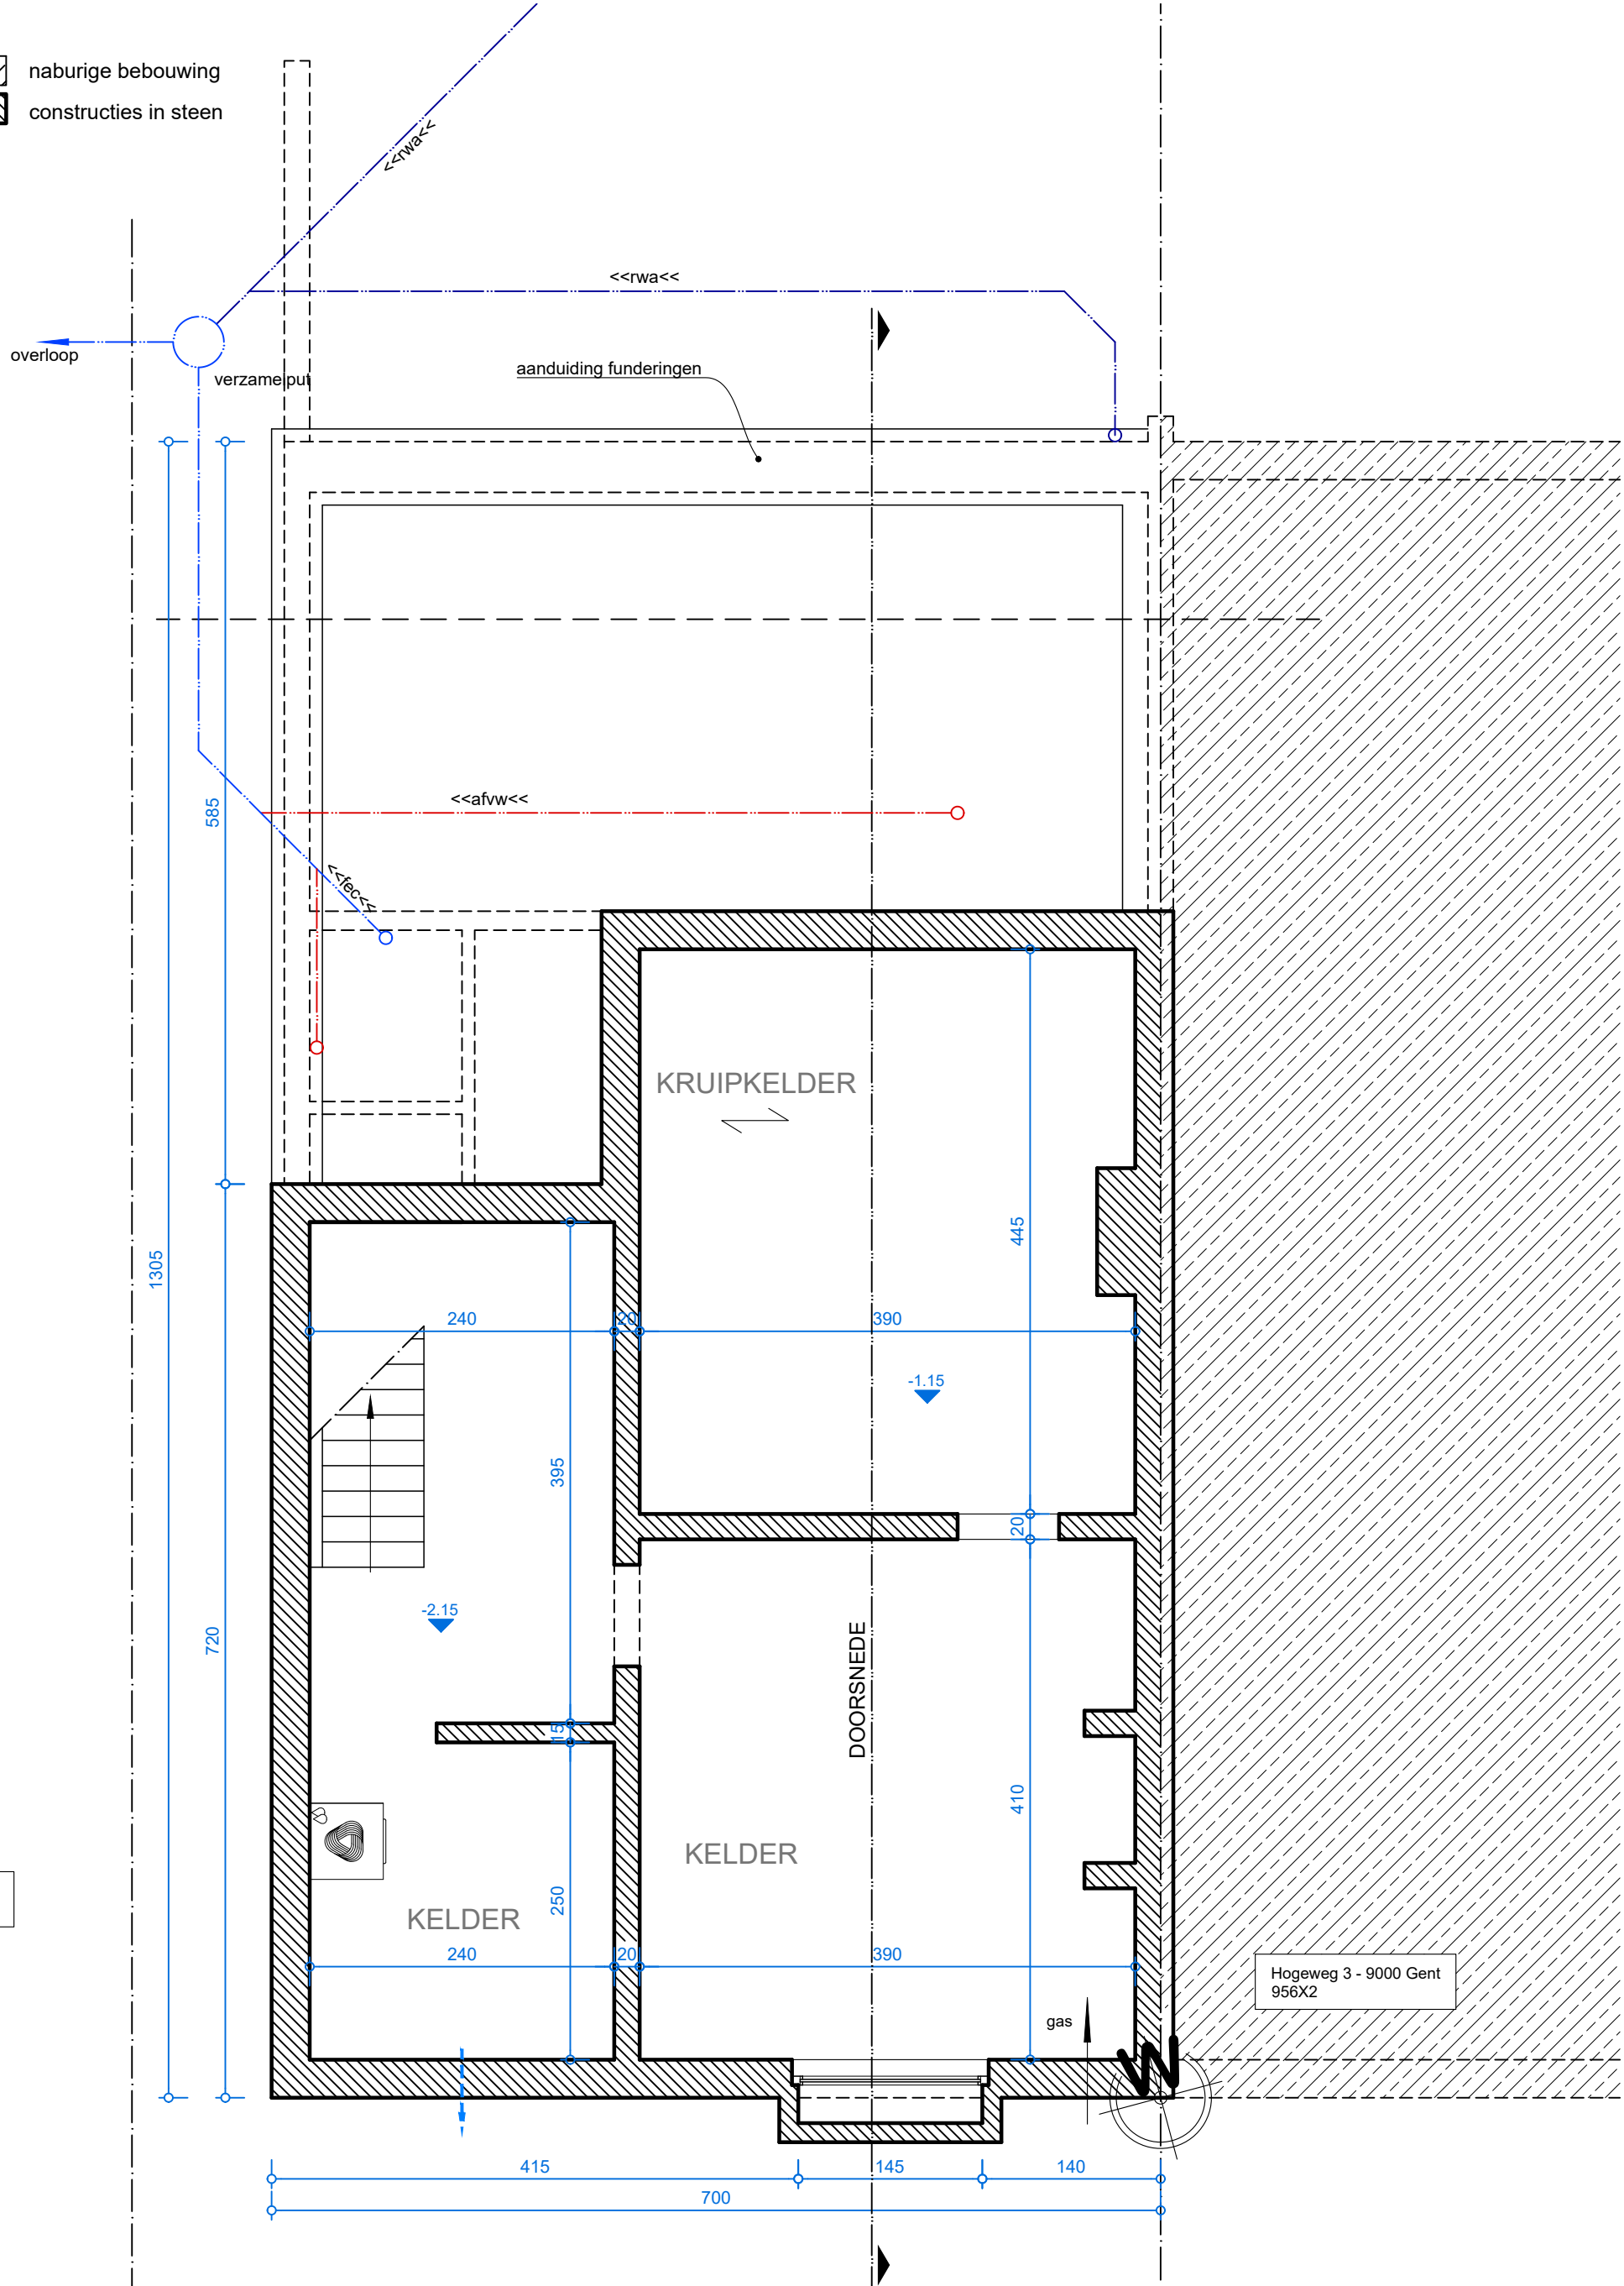 naburige bebouwing
constructies in steen
<<rwa<<
<<rwa<<
overloop
verzamelput
aanduiding funderingen
585
<<afvw<<
<<fec<<
KRUIPKELDER
445
1305
240
20
390
-1.15
395
20
-2.15
720
DOORSNEDE
15
410
KELDER
250
KELDER
240
20
390
Hogeweg 3 - 9000 Gent
956X2
gas
N
415
145
140
700